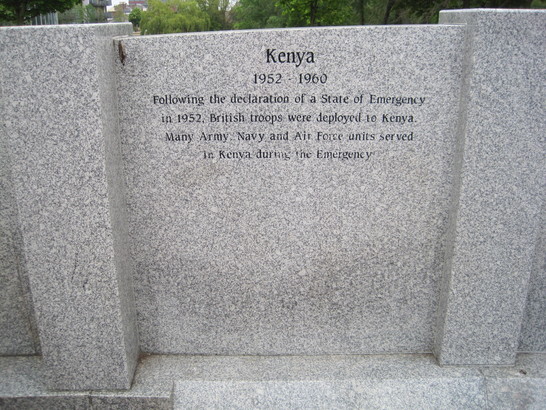 Kenya
1952 - 1960
Following the declaration of a State of Emergency
in 1952, British troops were deployed to Kenya.
Many Army, Navy and Air Force units served
in Kenya during the Emergency